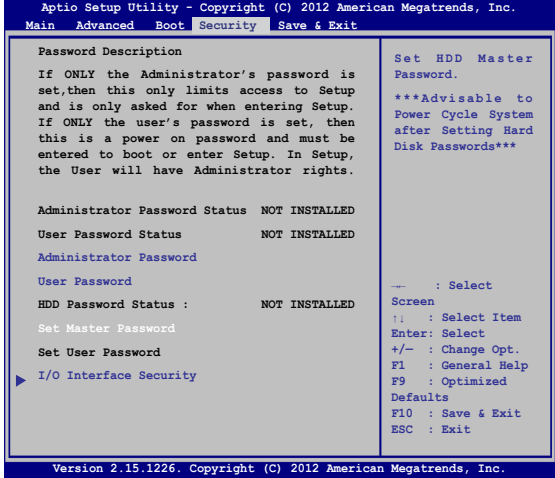 Aptio Setup Utility - Copyright (C) 2012 American Megatrends, Inc.
Main Advanced Boot Security Save & Exit
Password Description
If ONLY the Administrator's password is
set,then this only limits access to Setup
and is only asked for when entering Setup.
If ONLY the user's password is set, then
this is a power on password and must be
entered to boot or enter Setup. In Setup,
the User will have Administrator rights.
Administrator Password Status NOT INSTALLED
User Password Status NOT INSTALLED
Administrator Password
User Password
HDD Password Status : NOT INSTALLED
Set Master Password
Set User Password
I/O Interface Security
Set HDD Master
Password.
***Advisable to
Power Cycle System
after Setting Hard
Disk Passwords***
→← : Select
Screen
↑↓ : Select Item
Enter: Select
+/— : Change Opt.
F1 : General Help
F9 : Optimized
Defaults
F10 : Save & Exit
ESC : Exit
Version 2.15.1226. Copyright (C) 2012 American Megatrends, Inc.